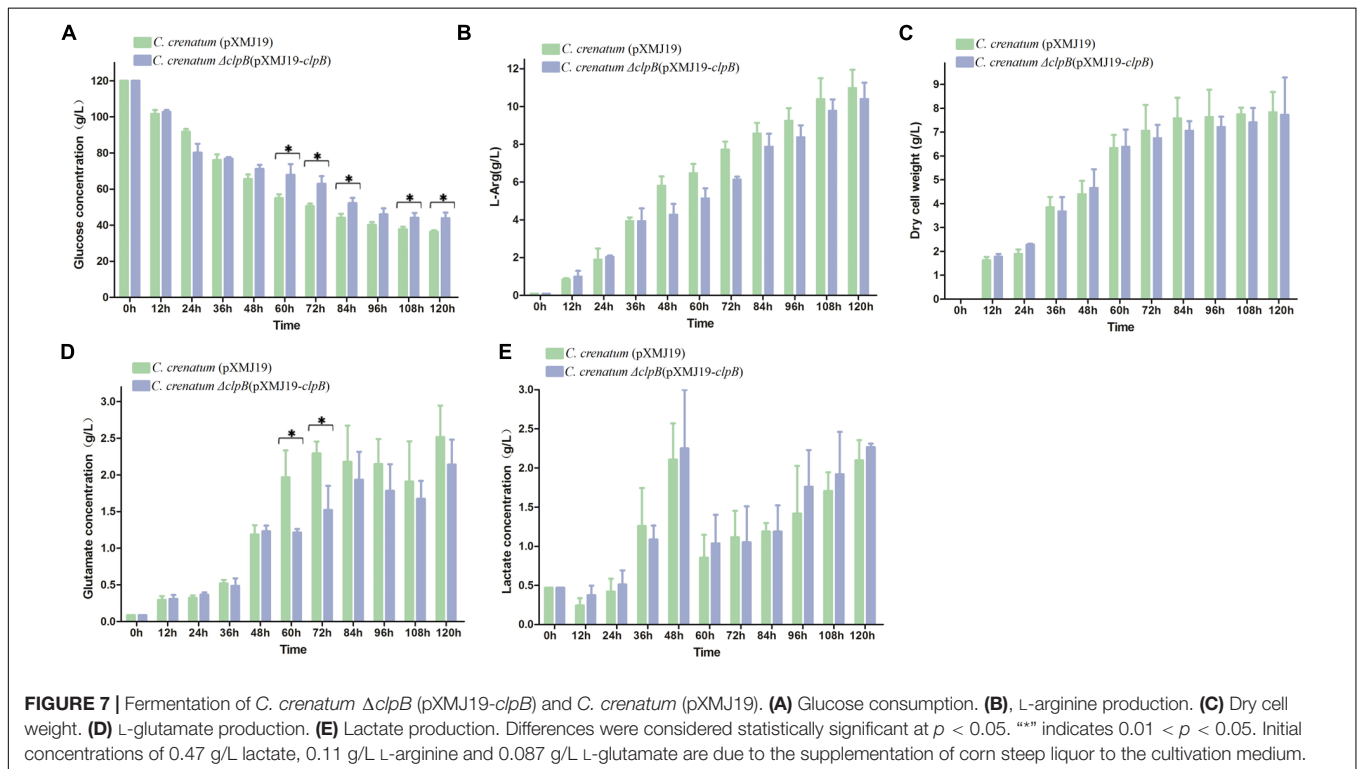 A
C. crenatum (pXMJ19)
C. crenatum ΔclpB(pXMJ19-clpB)
Glucose concentration (g/L)
120
100
80
60
40
20
0
* * * * *
0h 12h 24h 36h 48h 60h 72h 84h 96h 108h 120h
Time
B
C. crenatum (pXMJ19)
C. crenatum ΔclpB(pXMJ19-clpB)
L-Arg(g/L)
12
10
8
6
4
2
0
0h 12h 24h 36h 48h 60h 72h 84h 96h 108h 120h
Time
C
C. crenatum (pXMJ19)
C. crenatum ΔclpB(pXMJ19-clpB)
Dry cell weight (g/L)
9
8
7
6
5
4
3
2
1
0
0h 12h 24h 36h 48h 60h 72h 84h 96h 108h 120h
Time
D
C. crenatum (pXMJ19)
C. crenatum ΔclpB(pXMJ19-clpB)
Glutamate concentration (g/L)
3.0
2.5
2.0
1.5
1.0
0.5
0.0
* *
0h 12h 24h 36h 48h 60h 72h 84h 96h 108h 120h
Time
E
C. crenatum (pXMJ19)
C. crenatum ΔclpB(pXMJ19-clpB)
Lactate concentration (g/L)
3.0
2.5
2.0
1.5
1.0
0.5
0.0
0h 12h 24h 36h 48h 60h 72h 84h 96h 108h 120h
Time
FIGURE 7 | Fermentation of C. crenatum ΔclpB (pXMJ19-clpB) and C. crenatum (pXMJ19). (A) Glucose consumption. (B), L-arginine production. (C) Dry cell
weight. (D) L-glutamate production. (E) Lactate production. Differences were considered statistically significant at p < 0.05. “*” indicates 0.01 < p < 0.05. Initial
concentrations of 0.47 g/L lactate, 0.11 g/L L-arginine and 0.087 g/L L-glutamate are due to the supplementation of corn steep liquor to the cultivation medium.